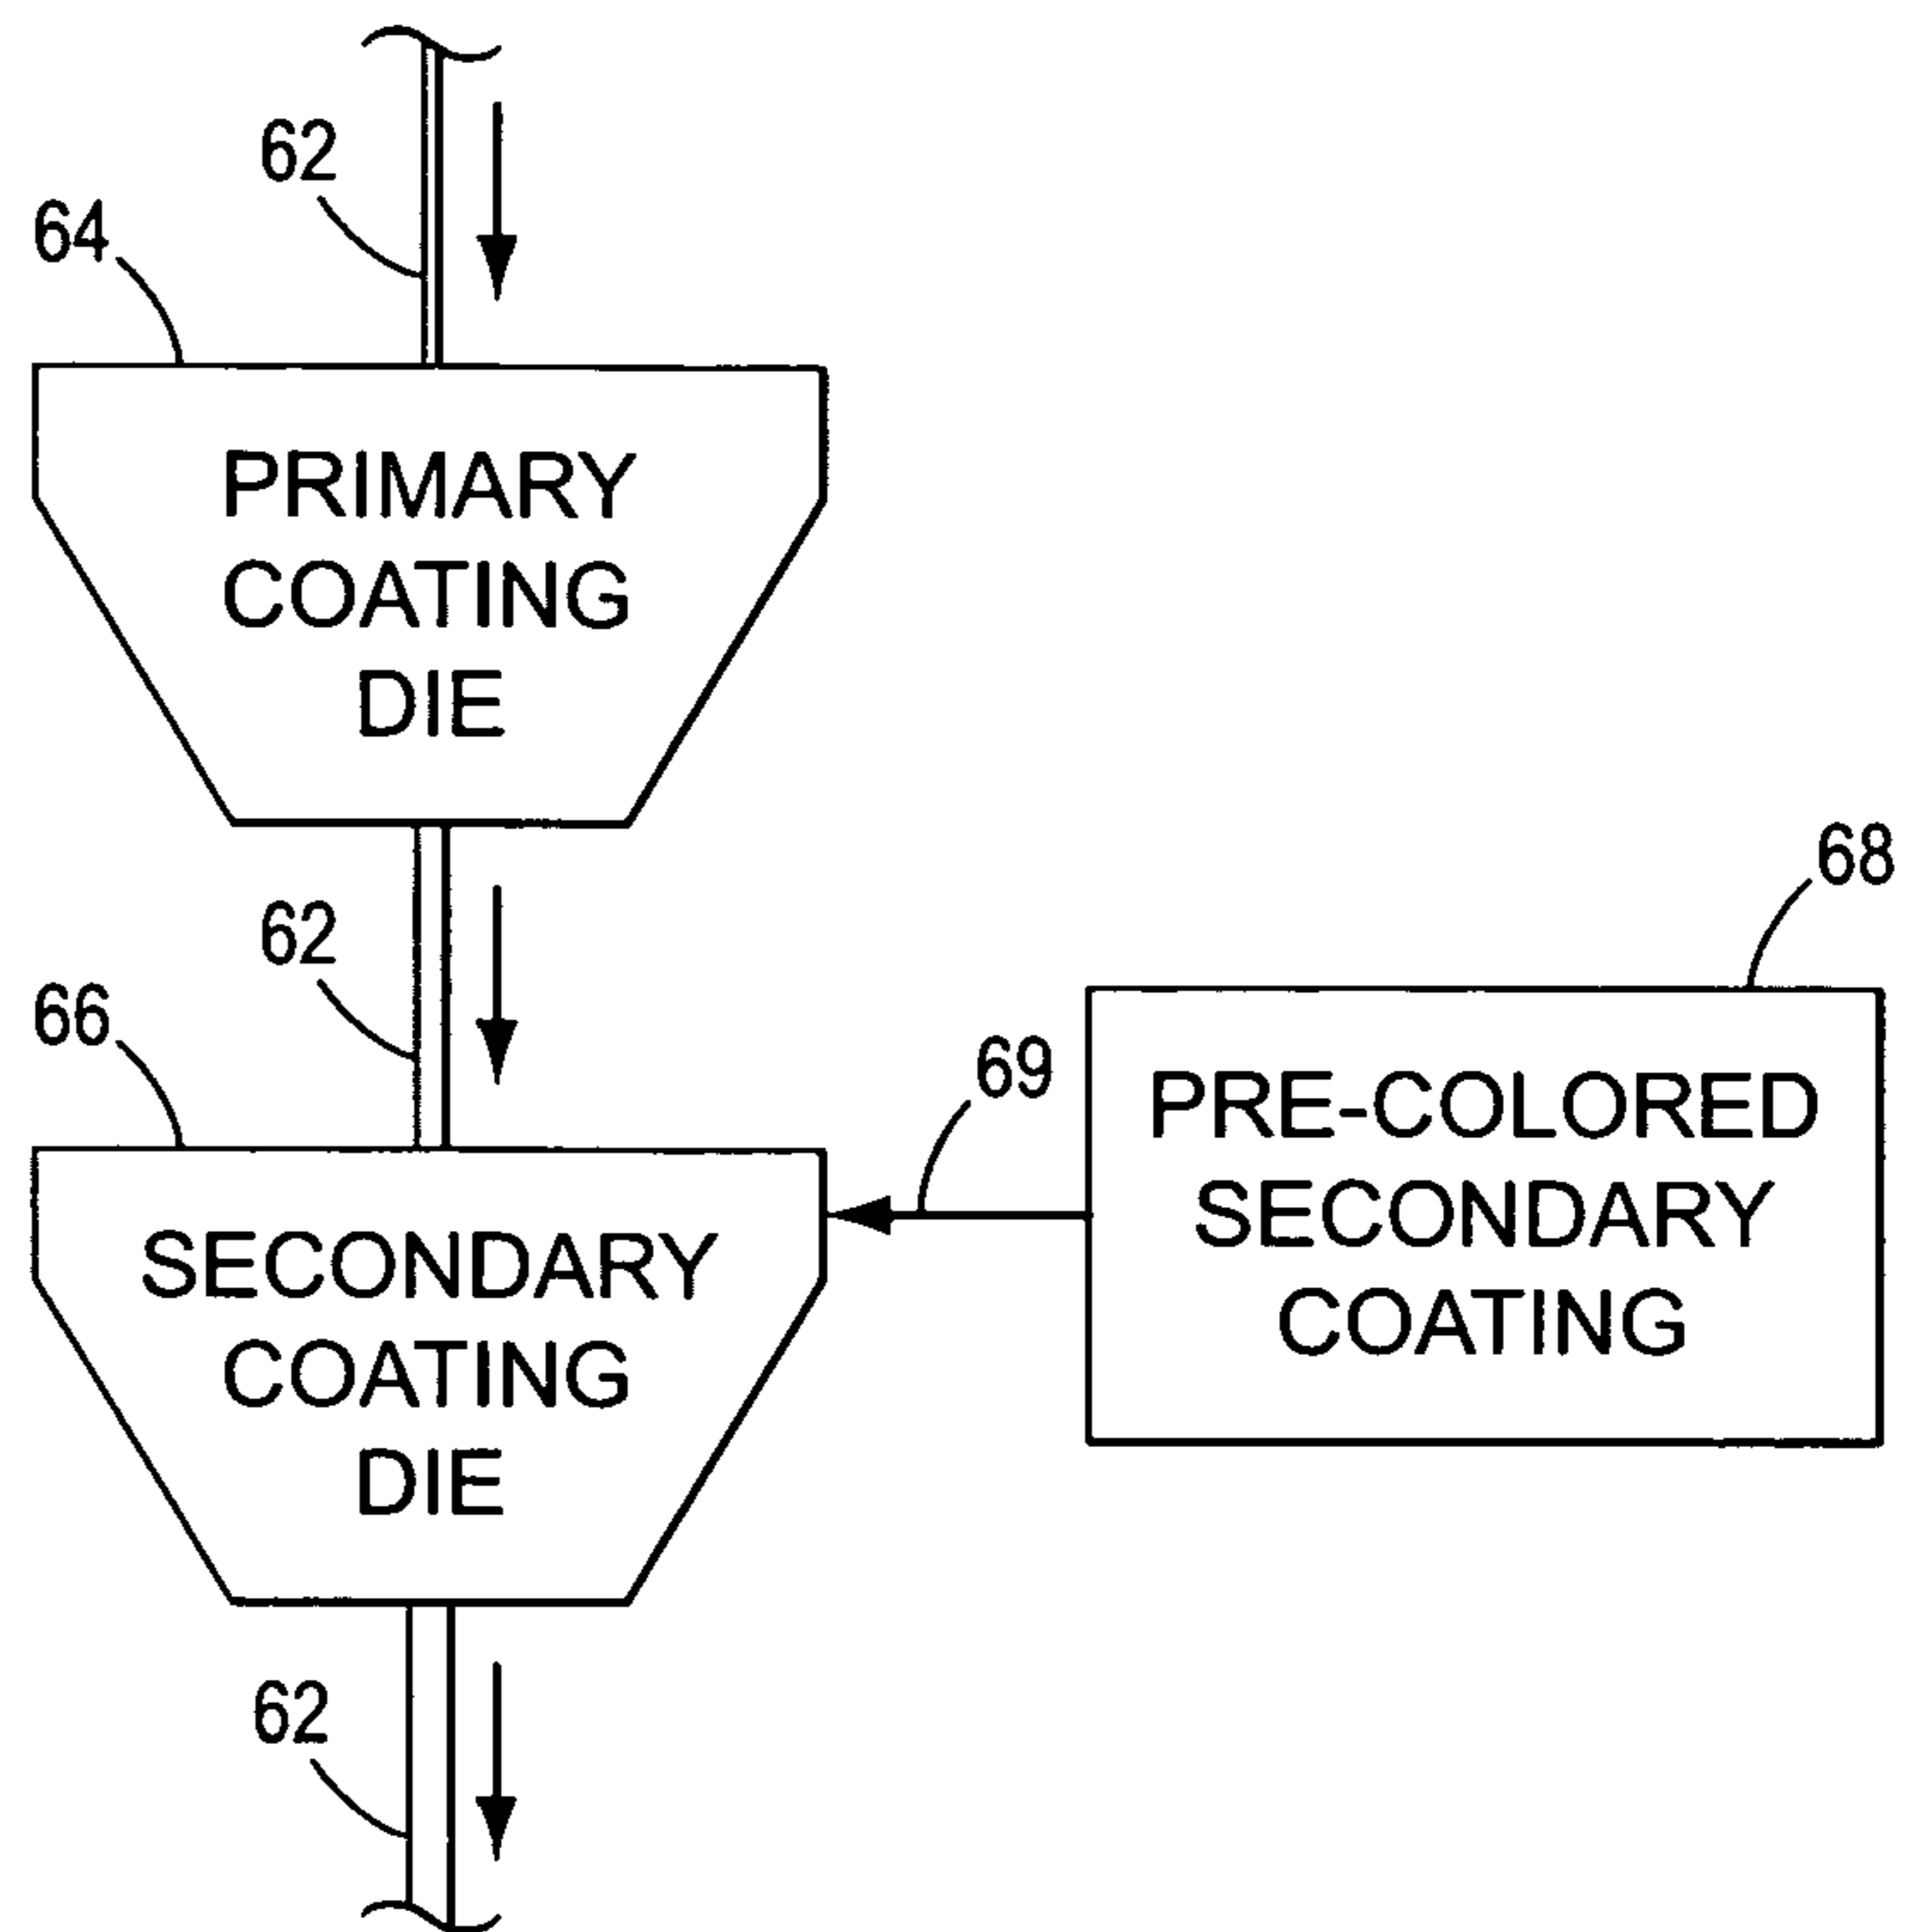 62
64
PRIMARY
COATING
DIE
62
68
66
69
PRE-COLORED
SECONDARY
COATING
SECONDARY
COATING
DIE
62